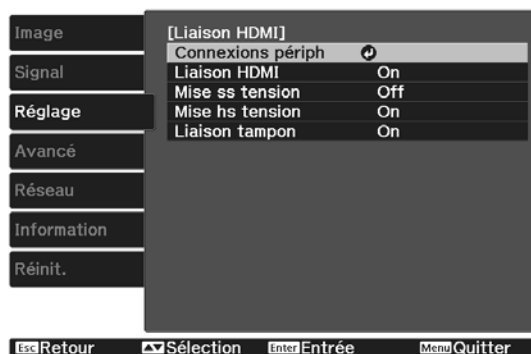 Image
Signal
Réglage
Avancé
Réseau
Information
Réinit.
[Liaison HDMI]
Connexions périph
Liaison HDMI On
Mise ss tension Off
Mise hs tension On
Liaison tampon On
Esc Retour Sélection Enter Entrée Menu Quitter